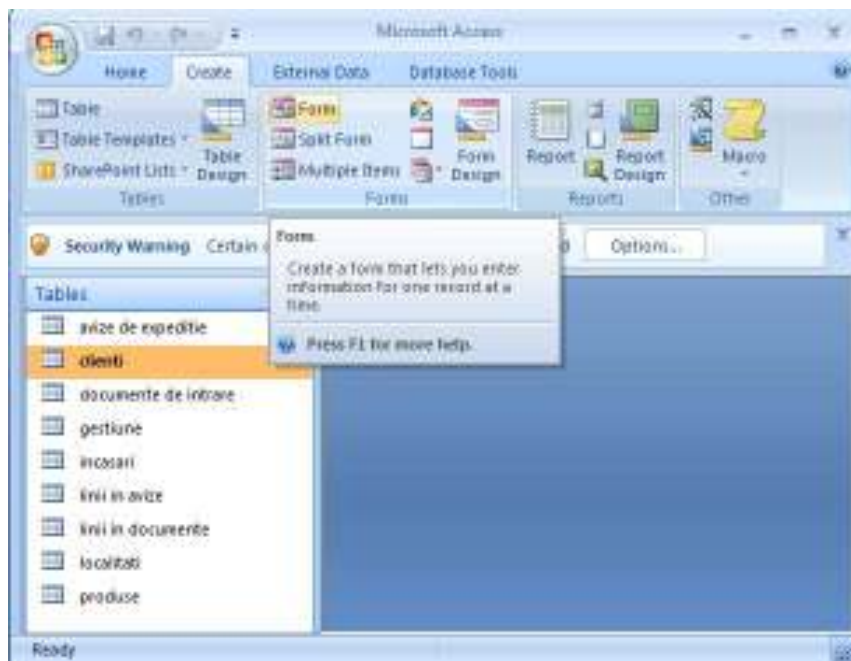 Microsoft Access
Home Create External Data Database Tools
Table
Table Templates
SharePoint Lists
Table Design
Tables
Form
Split Form
Multiple Items
Form Design
Forms
Report
Report Design
Reports
Macro
Other
Security Warning Certain
Options...
Form
Create a form that lets you enter
information for one record at a
time.
Press F1 for more help.
Tables
avize de expeditie
clienti
documente de intrare
gestiune
incasari
linii in avize
linii in documente
localitati
produse
Ready